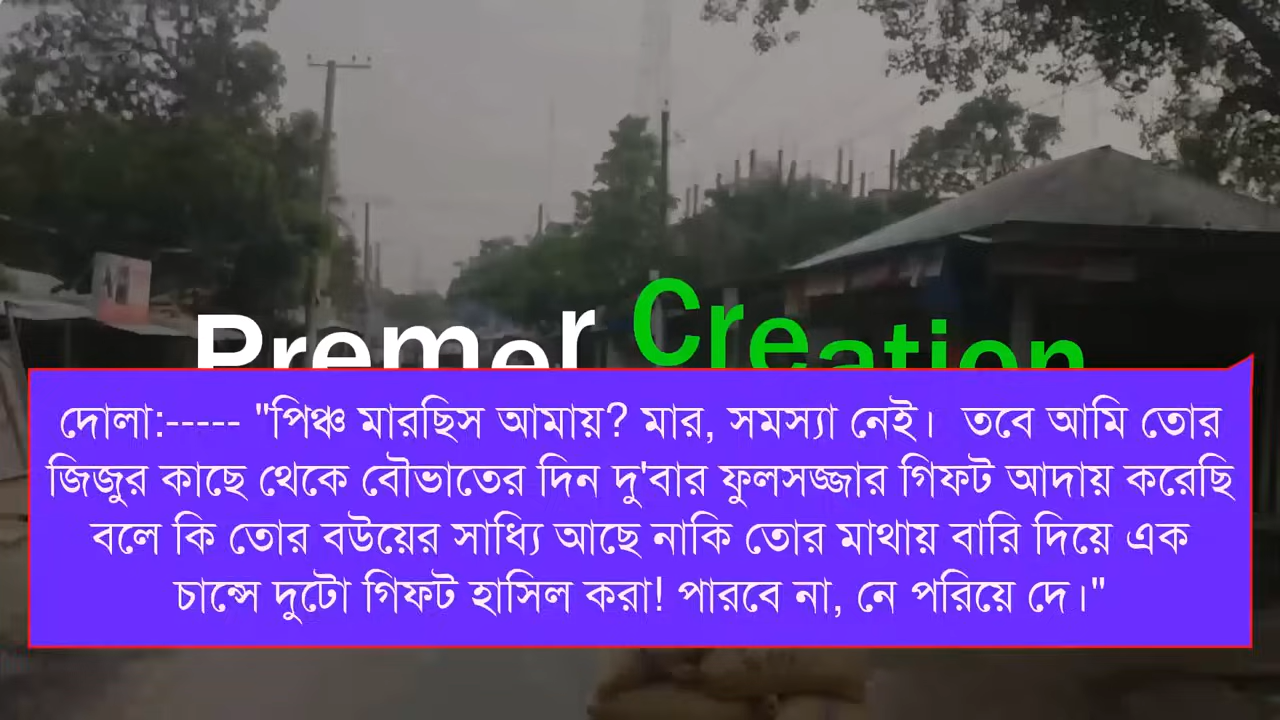 Premer Creation
দোলা:----- "পিঞ্চ মারছিস আমায়? মার, সমস্যা নেই।  তবে আমি তোর
জিজুর কাছে থেকে বৌভাতের দিন দু'বার ফুলসজ্জার গিফট আদায় করেছি
বলে কি তোর বউয়ের সাধ্যি আছে নাকি তোর মাথায় বারি দিয়ে এক
চান্সে দুটো গিফট হাসিল করা! পারবে না, নে পরিয়ে দে।"